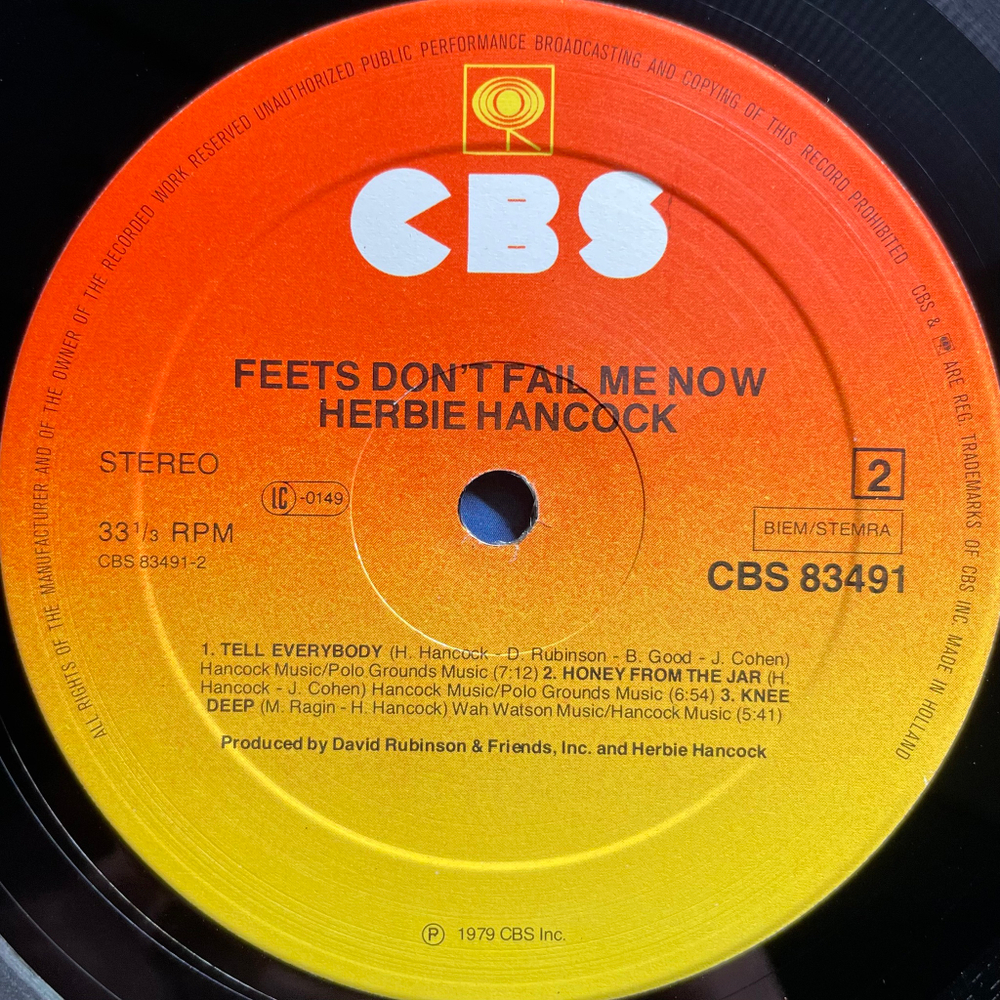 ALL RIGHTS OF THE MANUFACTURER AND OF THE OWNER OF THE RECORDED WORK RESERVED UNAUTHORIZED PUBLIC PERFORMANCE BROADCASTING AND COPYING OF THIS RECORD PROHIBITED CBS & ARE REG. TRADEMARKS OF CBS INC. MADE IN HOLLAND
CBS
FEETS DON'T FAIL ME NOW
HERBIE HANCOCK
STEREO
2
LC-0149
33 1/3 RPM
BIEM/STEMRA
CBS 83491-2
CBS 83491
1. TELL EVERYBODY (H. Hancock - D. Rubinson - B. Good - J. Cohen)
Hancock Music/Polo Grounds Music (7:12) 2. HONEY FROM THE JAR (H.
Hancock - J. Cohen) Hancock Music/Polo Grounds Music (6:54) 3. KNEE
DEEP (M. Ragin - H. Hancock) Wah Watson Music/Hancock Music (5:41)
Produced by David Rubinson & Friends, Inc. and Herbie Hancock
℗ 1979 CBS Inc.